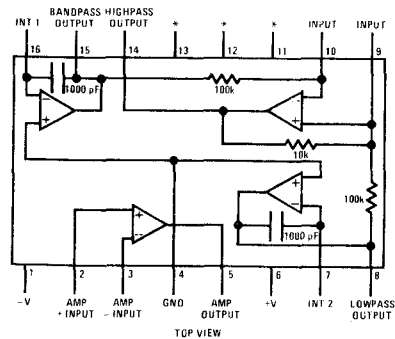 INT 1
BANDPASS OUTPUT
HIGHPASS OUTPUT
*
*
*
INPUT
INPUT
16 15 14 13 12 11 10 9
1000 pF
100k
-
+
-
+
10k
100k
+
-
+
-
1000 pF
1 2 3 4 5 6 7 8
-V
AMP + INPUT
AMP - INPUT
GND
AMP OUTPUT
+V
INT 2
LOWPASS OUTPUT
TOP VIEW